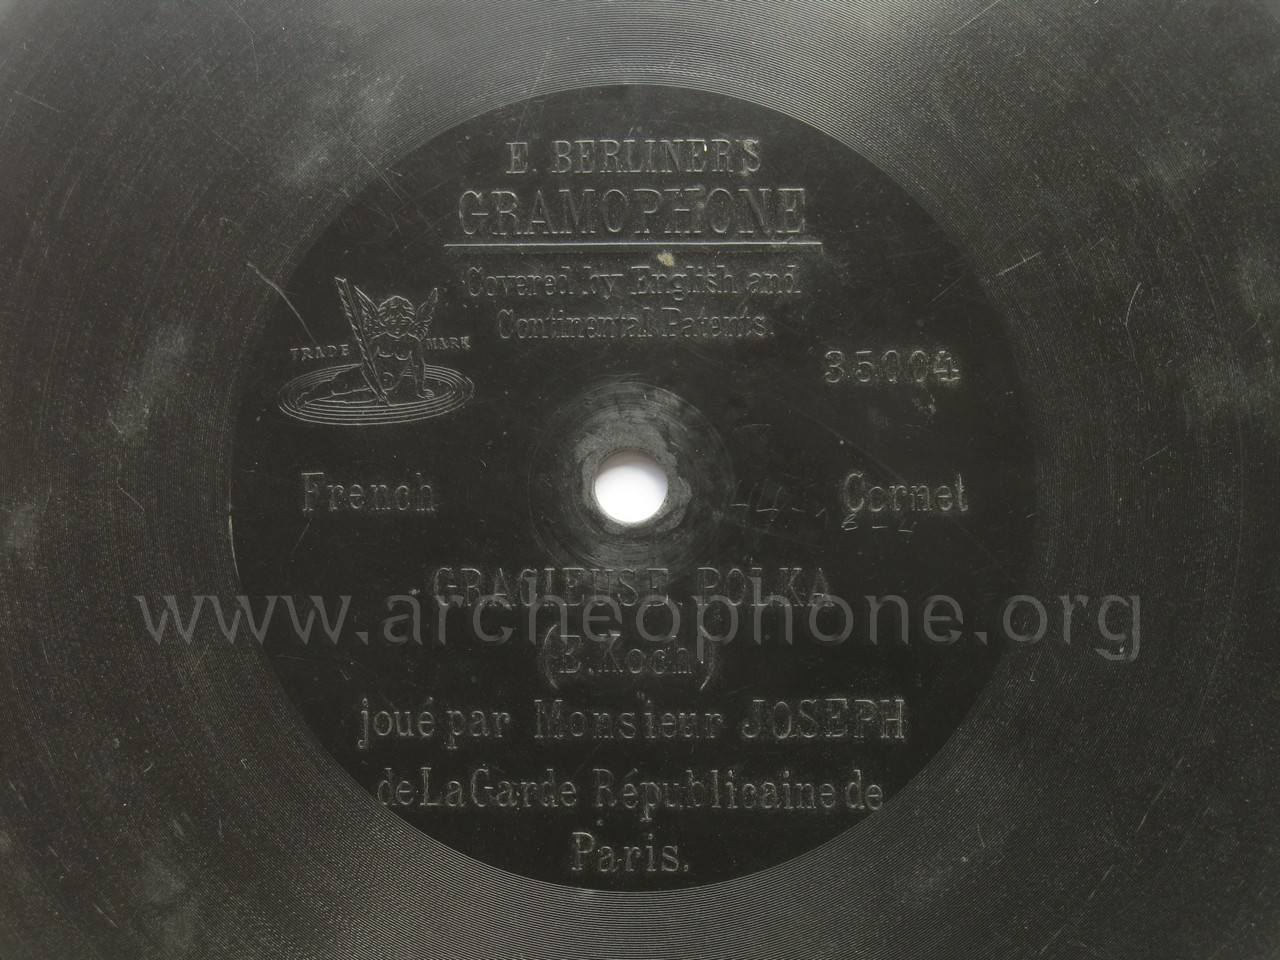 E. BERLINER'S
GRAMOPHONE
Covered by English and
Continental Patents.
TRADE MARK
35004
French
Cornet
GRACIEUSE POLKA
www.archeophone.org
(E. Koch)
joué par Monsieur JOSEPH
de La Garde Républicaine de
Paris.